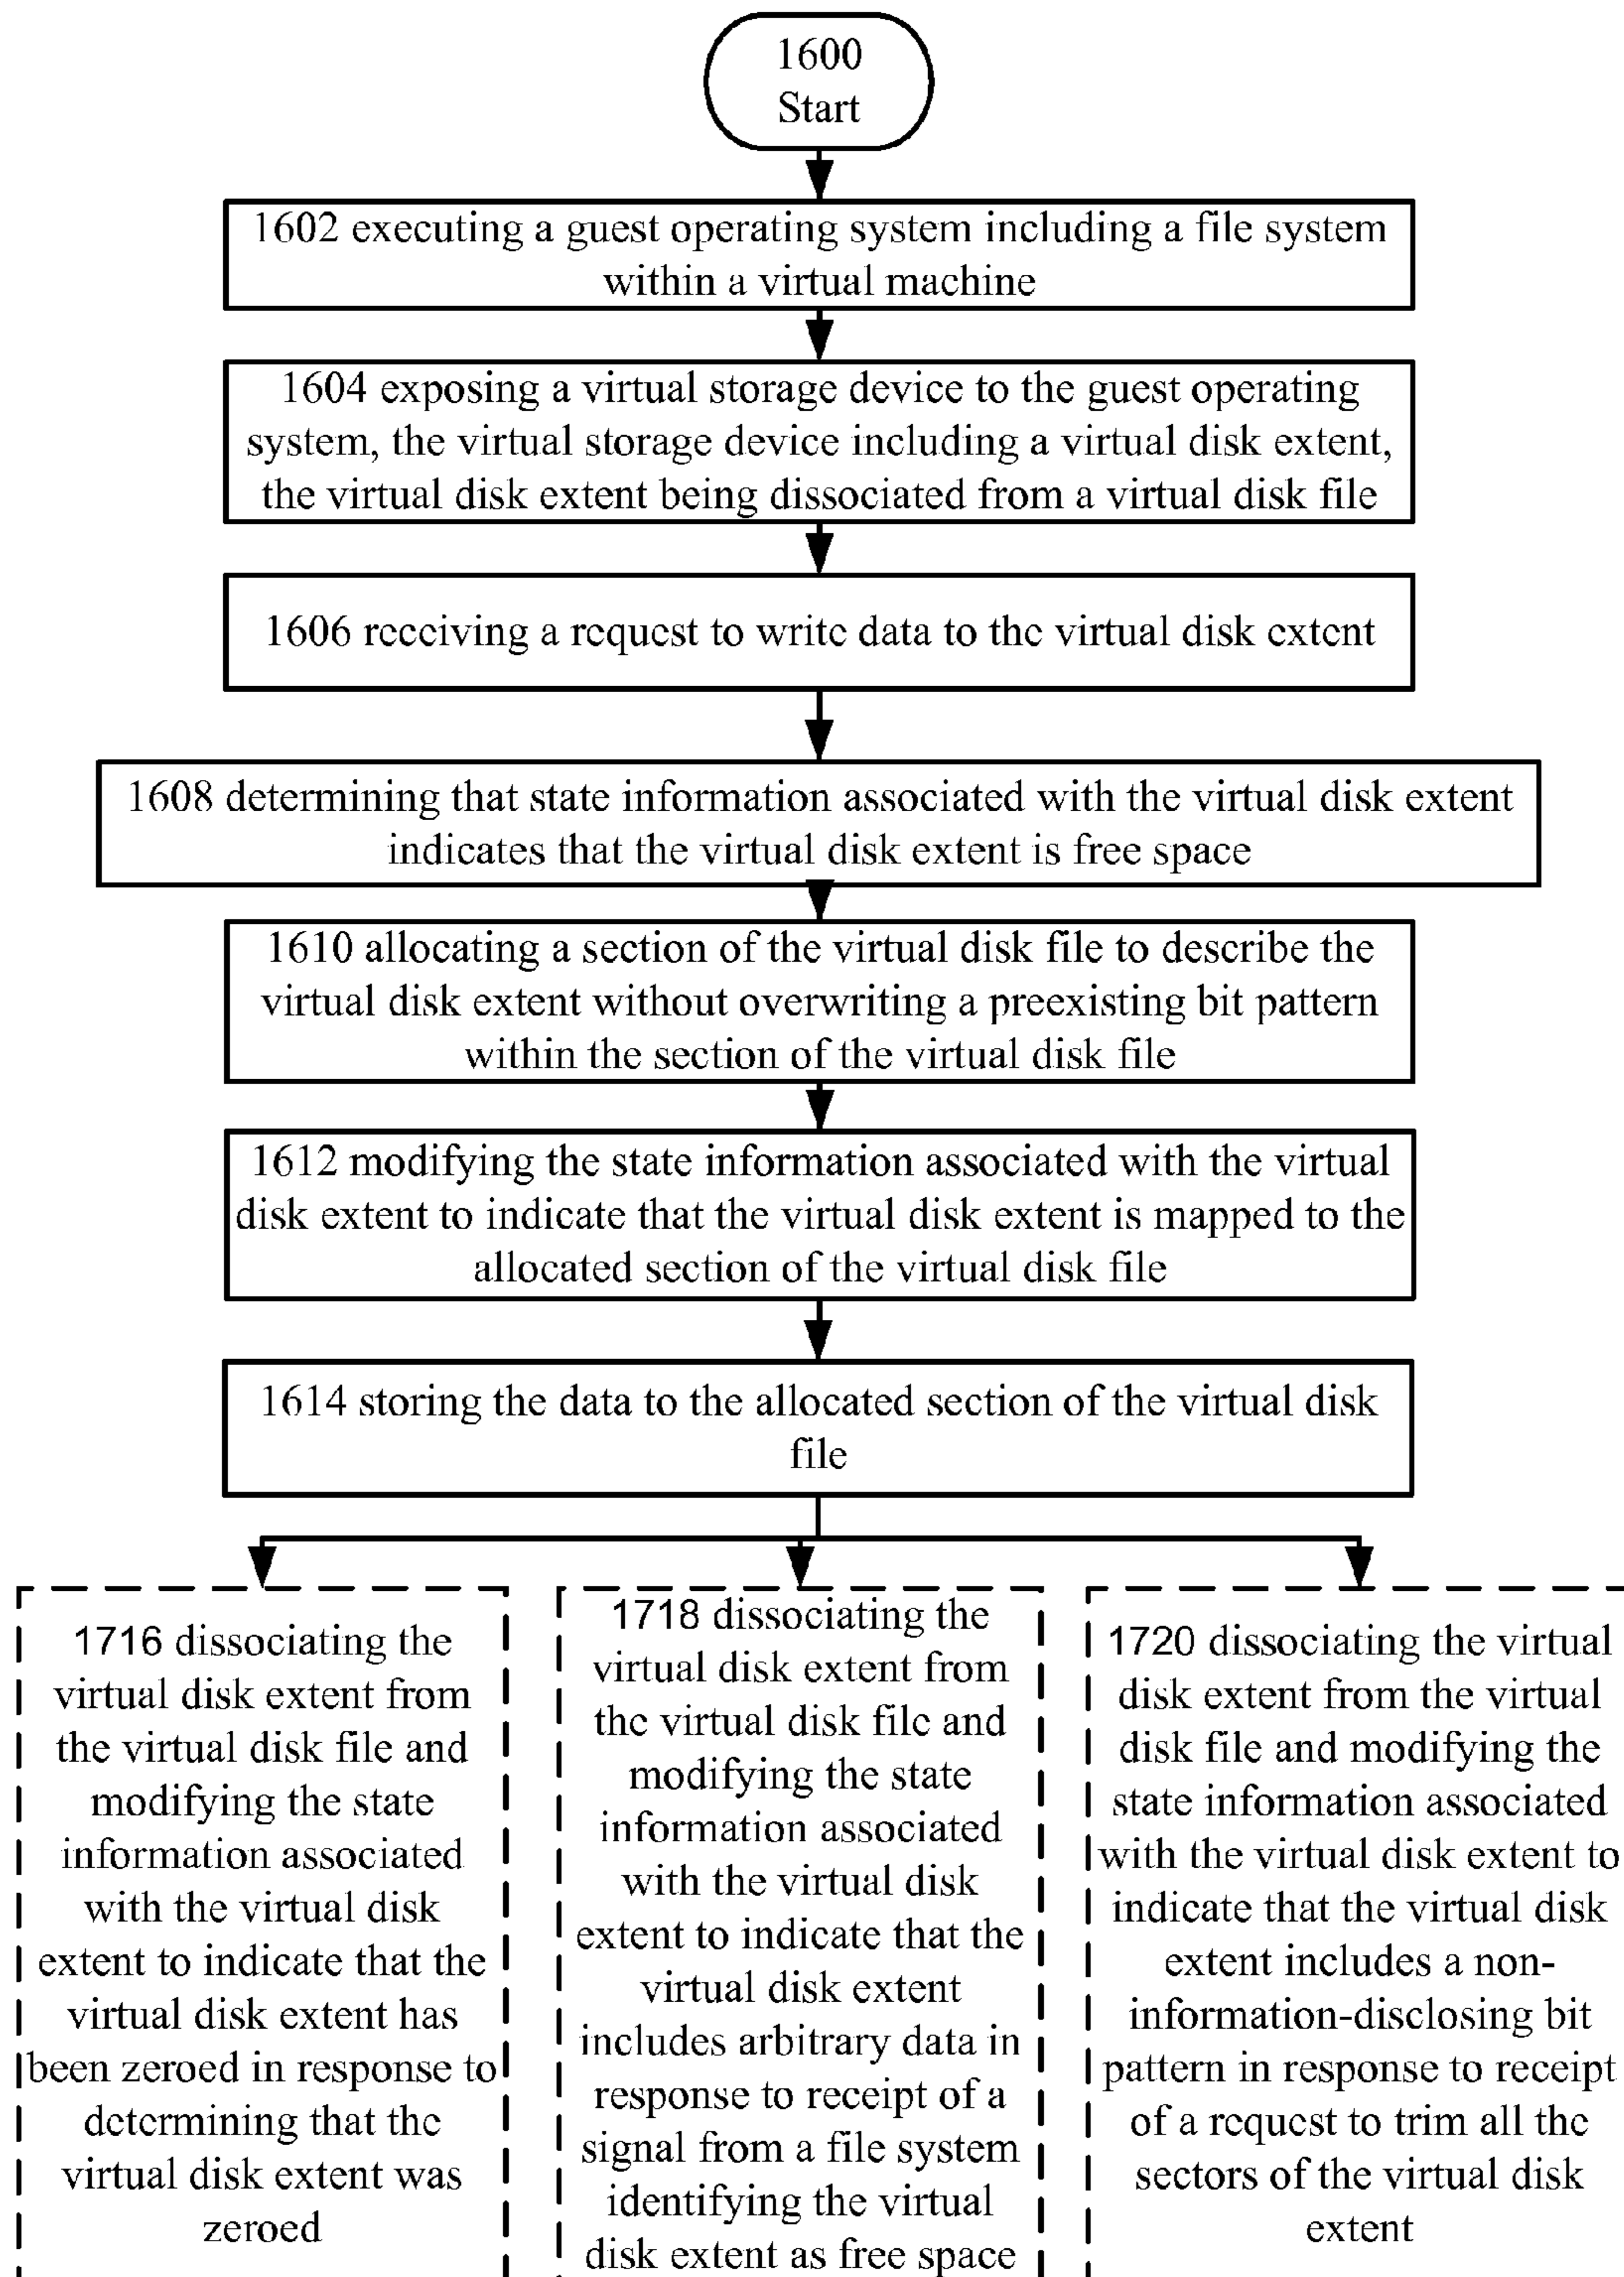 1600
Start
1602 executing a guest operating system including a file system
within a virtual machine
1604 exposing a virtual storage device to the guest operating
system, the virtual storage device including a virtual disk extent,
the virtual disk extent being dissociated from a virtual disk file
1606 receiving a request to write data to the virtual disk extent
1608 determining that state information associated with the virtual disk extent
indicates that the virtual disk extent is free space
1610 allocating a section of the virtual disk file to describe the
virtual disk extent without overwriting a preexisting bit pattern
within the section of the virtual disk file
1612 modifying the state information associated with the virtual
disk extent to indicate that the virtual disk extent is mapped to the
allocated section of the virtual disk file
1614 storing the data to the allocated section of the virtual disk
file
1716 dissociating the
virtual disk extent from
the virtual disk file and
modifying the state
information associated
with the virtual disk
extent to indicate that the
virtual disk extent has
been zeroed in response to
determining that the
virtual disk extent was
zeroed
1718 dissociating the
virtual disk extent from
the virtual disk file and
modifying the state
information associated
with the virtual disk
extent to indicate that the
virtual disk extent
includes arbitrary data in
response to receipt of a
signal from a file system
identifying the virtual
disk extent as free space
1720 dissociating the virtual
disk extent from the virtual
disk file and modifying the
state information associated
with the virtual disk extent to
indicate that the virtual disk
extent includes a non-
information-disclosing bit
pattern in response to receipt
of a request to trim all the
sectors of the virtual disk
extent